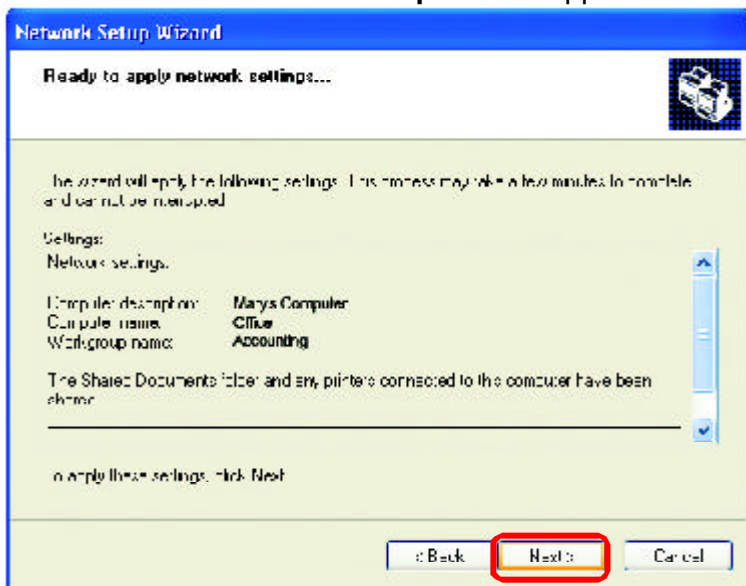 Network Setup Wizard
Ready to apply network settings...
The wizard will apply the following settings. This process may take a few minutes to complete
and cannot be interrupted.
Settings:
Network settings:
Computer description: Mary's Computer
Computer name: Office
Workgroup name: Accounting
The Shared Documents folder and any printers connected to this computer have been
shared.
To apply these settings, click Next.
< Back Next > Cancel